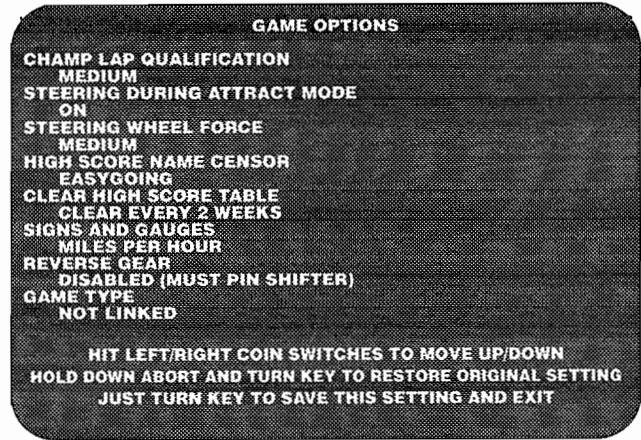 GAME OPTIONS
CHAMP LAP QUALIFICATION
MEDIUM
STEERING DURING ATTRACT MODE
ON
STEERING WHEEL FORCE
MEDIUM
HIGH SCORE NAME CENSOR
EASYGOING
CLEAR HIGH SCORE TABLE
CLEAR EVERY 2 WEEKS
SIGNS AND GAUGES
MILES PER HOUR
REVERSE GEAR
DISABLED (MUST PIN SHIFTER)
GAME TYPE
NOT LINKED
HIT LEFT/RIGHT COIN SWITCHES TO MOVE UP/DOWN
HOLD DOWN ABORT AND TURN KEY TO RESTORE ORIGINAL SETTING
JUST TURN KEY TO SAVE THIS SETTING AND EXIT